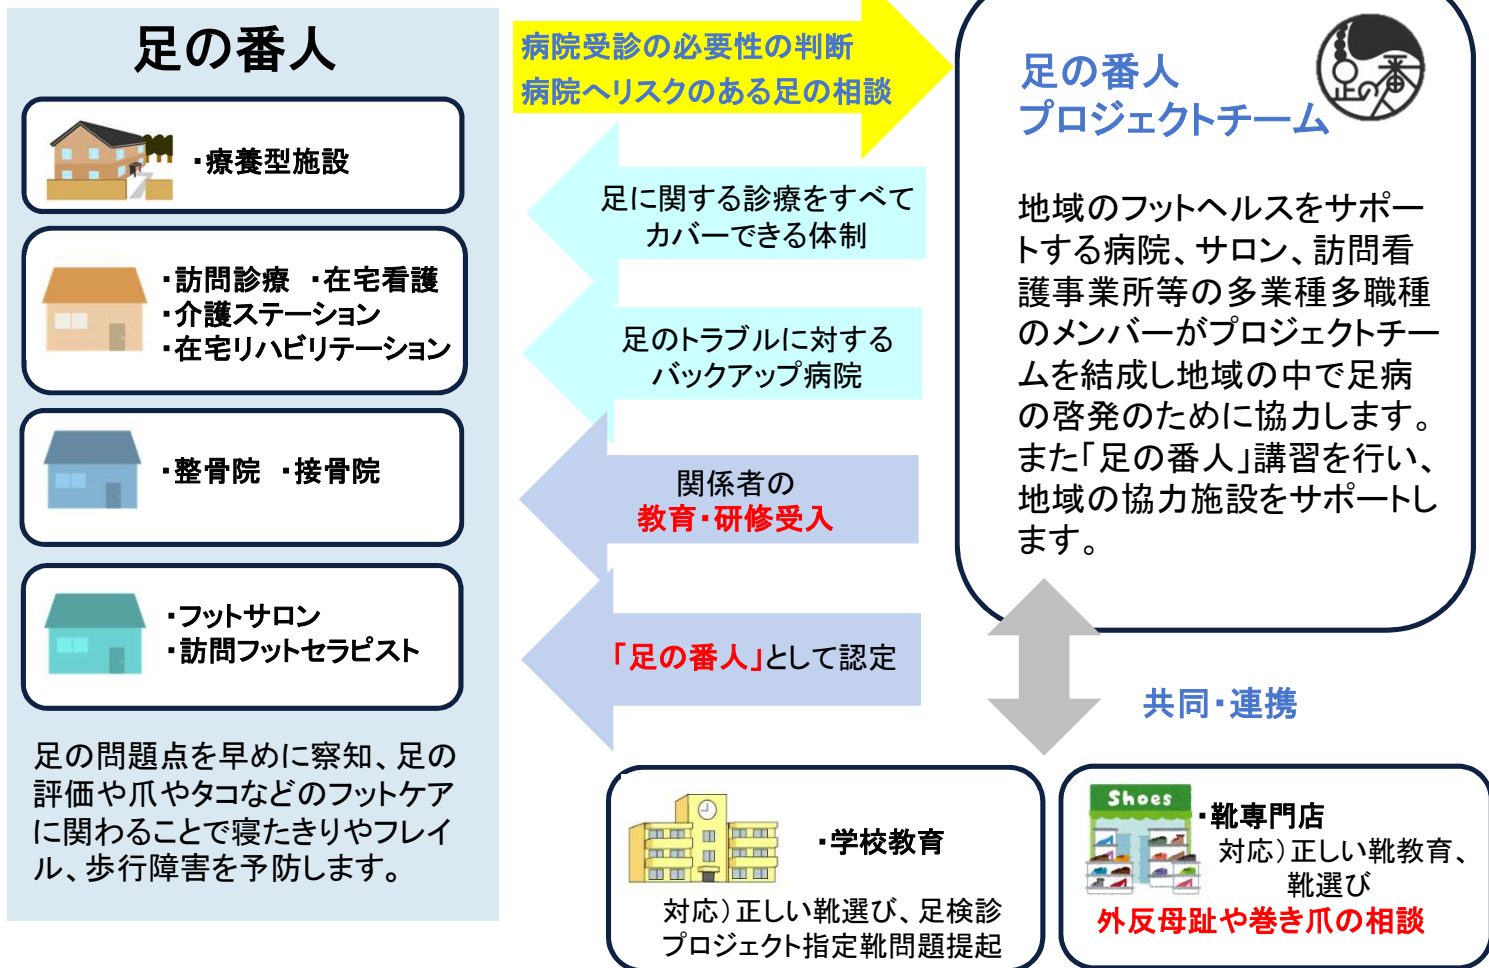 足の番人
・療養型施設
・訪問診療 ・在宅看護
・介護ステーション
・在宅リハビリテーション
・整骨院 ・接骨院
・フットサロン
・訪問フットセラピスト
足の問題点を早めに察知、足の
評価や爪やタコなどのフットケア
に関わることで寝たきりやフレイ
ル、歩行障害を予防します。
病院受診の必要性の判断
病院へリスクのある足の相談
足に関する診療をすべて
カバーできる体制
足のトラブルに対する
バックアップ病院
関係者の
教育・研修受入
「足の番人」として認定
足の番人
プロジェクトチーム
足の番
地域のフットヘルスをサポー
トする病院、サロン、訪問看
護事業所等の多業種多職種
のメンバーがプロジェクトチー
ムを結成し地域の中で足病
の啓発のために協力します。
また「足の番人」講習を行い、
地域の協力施設をサポートし
ます。
共同・連携
・学校教育
対応）正しい靴選び、足検診
プロジェクト指定靴問題提起
Shoes
・靴専門店
対応）正しい靴教育、
靴選び
外反母趾や巻き爪の相談